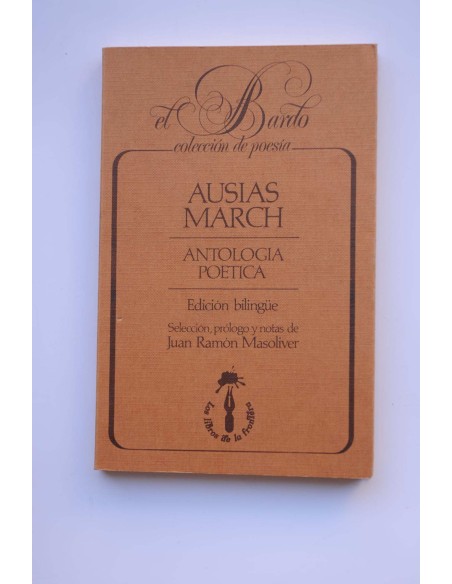 el Bardo
colección de poesía
AUSIAS
MARCH
ANTOLOGIA
POETICA
Edición bilingüe
Selección, prólogo y notas de
Juan Ramòn Masoliver
Los libros de la frontera